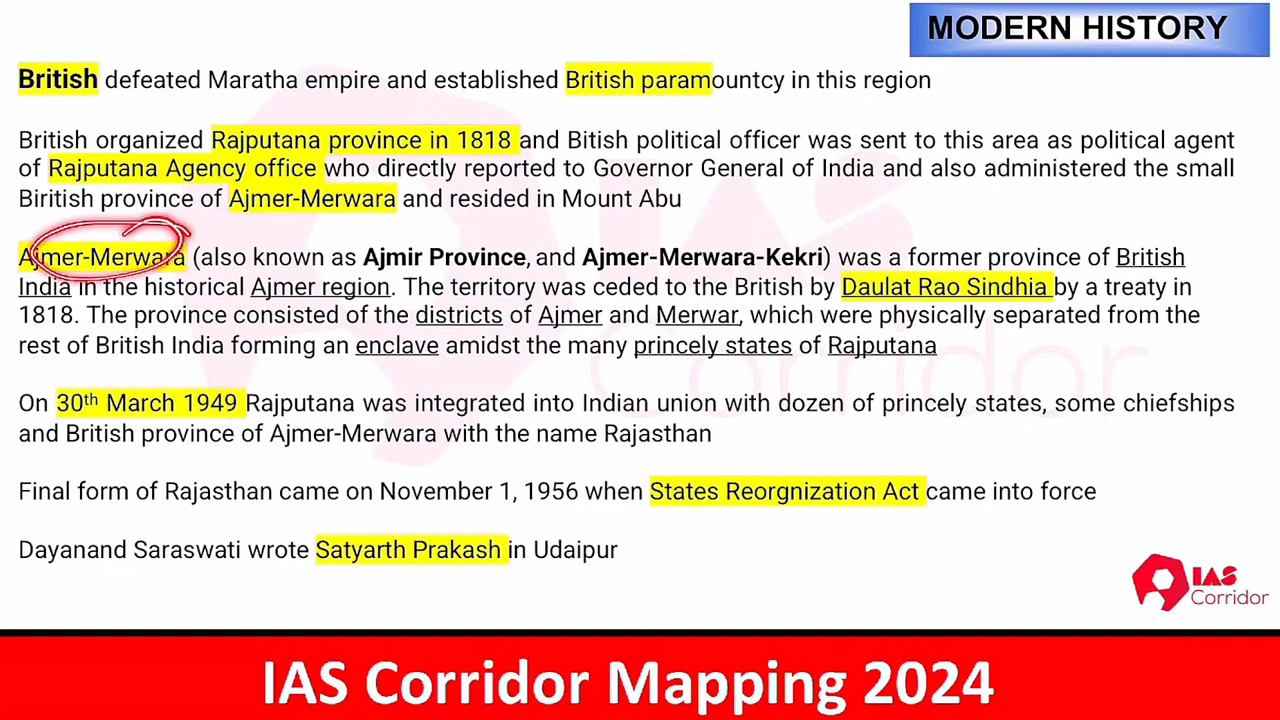 MODERN HISTORY
British defeated Maratha empire and established British paramountcy in this region
British organized Rajputana province in 1818 and Bitish political officer was sent to this area as political agent
of Rajputana Agency office who directly reported to Governor General of India and also administered the small
Biritish province of Ajmer-Merwara and resided in Mount Abu
Ajmer-Merwara (also known as Ajmir Province, and Ajmer-Merwara-Kekri) was a former province of British
India in the historical Ajmer region. The territory was ceded to the British by Daulat Rao Sindhia by a treaty in
1818. The province consisted of the districts of Ajmer and Merwar, which were physically separated from the
rest of British India forming an enclave amidst the many princely states of Rajputana
On 30th March 1949 Rajputana was integrated into Indian union with dozen of princely states, some chiefships
and British province of Ajmer-Merwara with the name Rajasthan
Final form of Rajasthan came on November 1, 1956 when States Reorgnization Act came into force
Dayanand Saraswati wrote Satyarth Prakash in Udaipur
IAS
Corridor
IAS
Corridor
IAS Corridor Mapping 2024